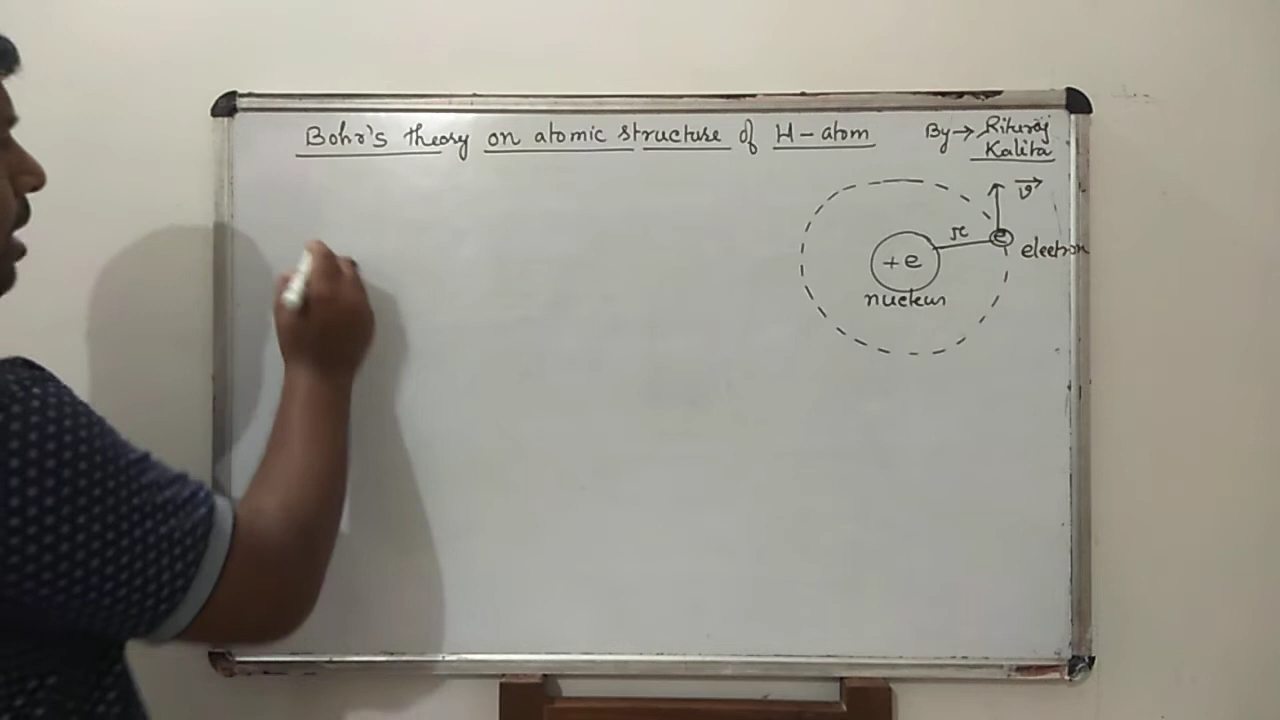 Bohr's theory on atomic structure of H-atom
By → Rituraj
Kalita
v⃗
r
e
electron
+e
nucleus